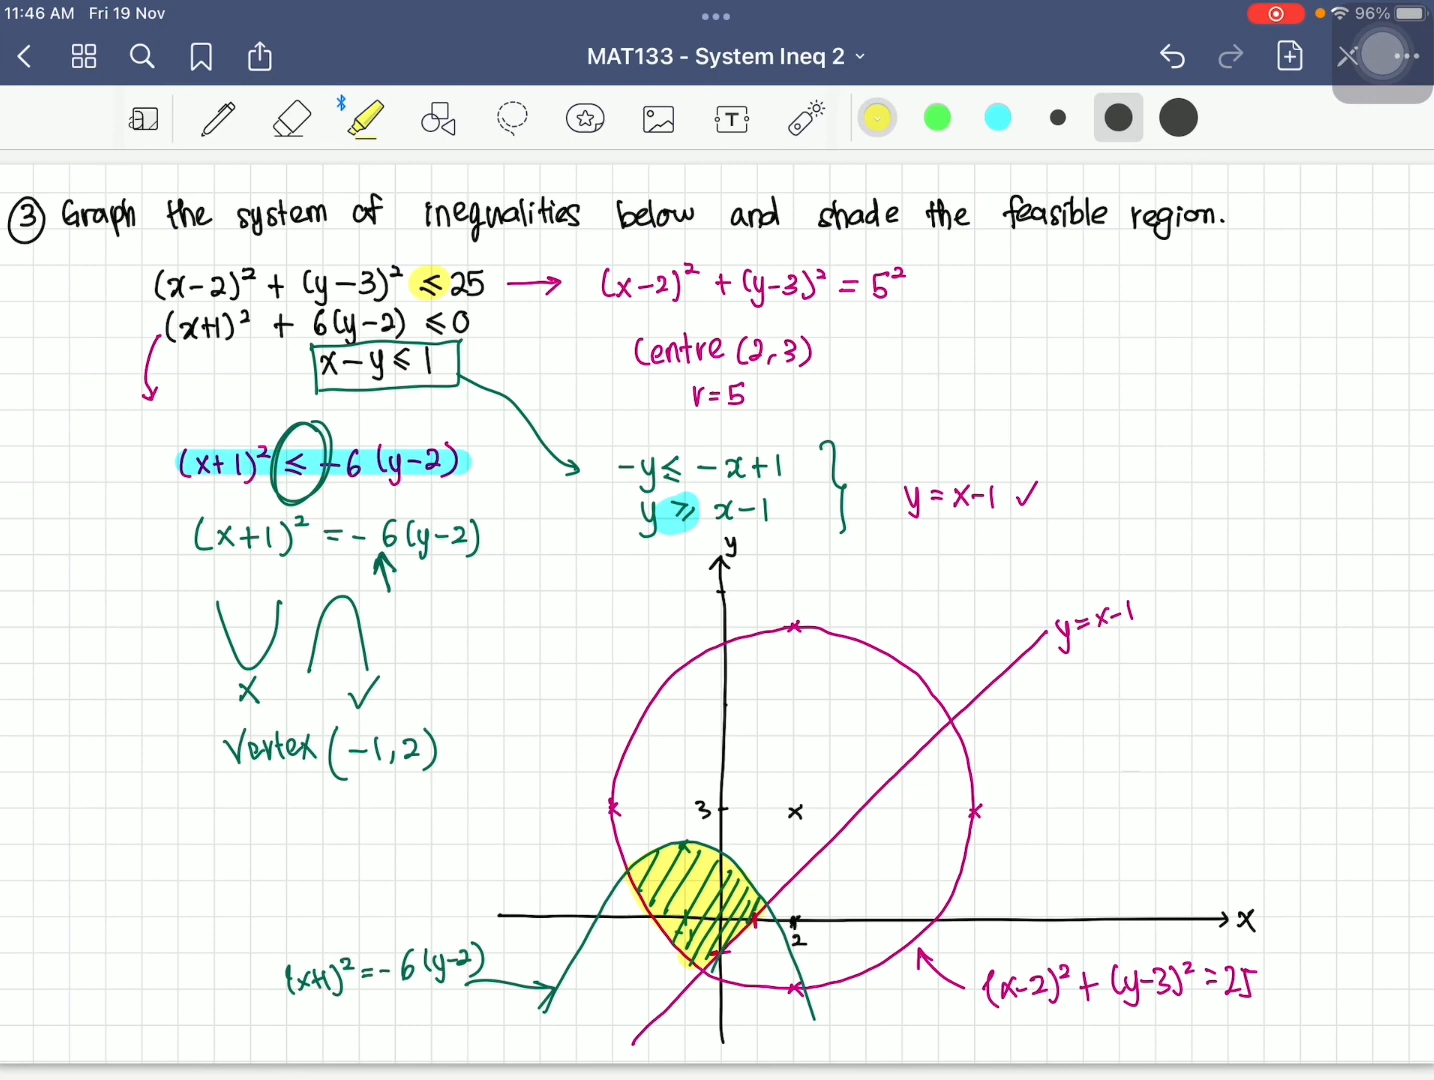 11:46 AM Fri 19 Nov
96%
MAT133 - System Ineq 2
③ Graph the system of inequalities below and shade the feasible region.
(x-2)² + (y-3)² ≤ 25 → (x-2)² + (y-3)² = 5²
(x+1)² + 6(y-2) ≤ 0
x-y ≤ 1
Centre (2,3)
r=5
(x+1)² ≤ -6(y-2)
(x+1)² = -6(y-2)
-y ≤ -x+1
y ≥ x-1
y = x-1 ✓
x ✓
Vertex (-1,2)
y
y=x-1
3
x
-1
2
x
(x+1)² = -6(y-2)
(x-2)² + (y-3)² = 25